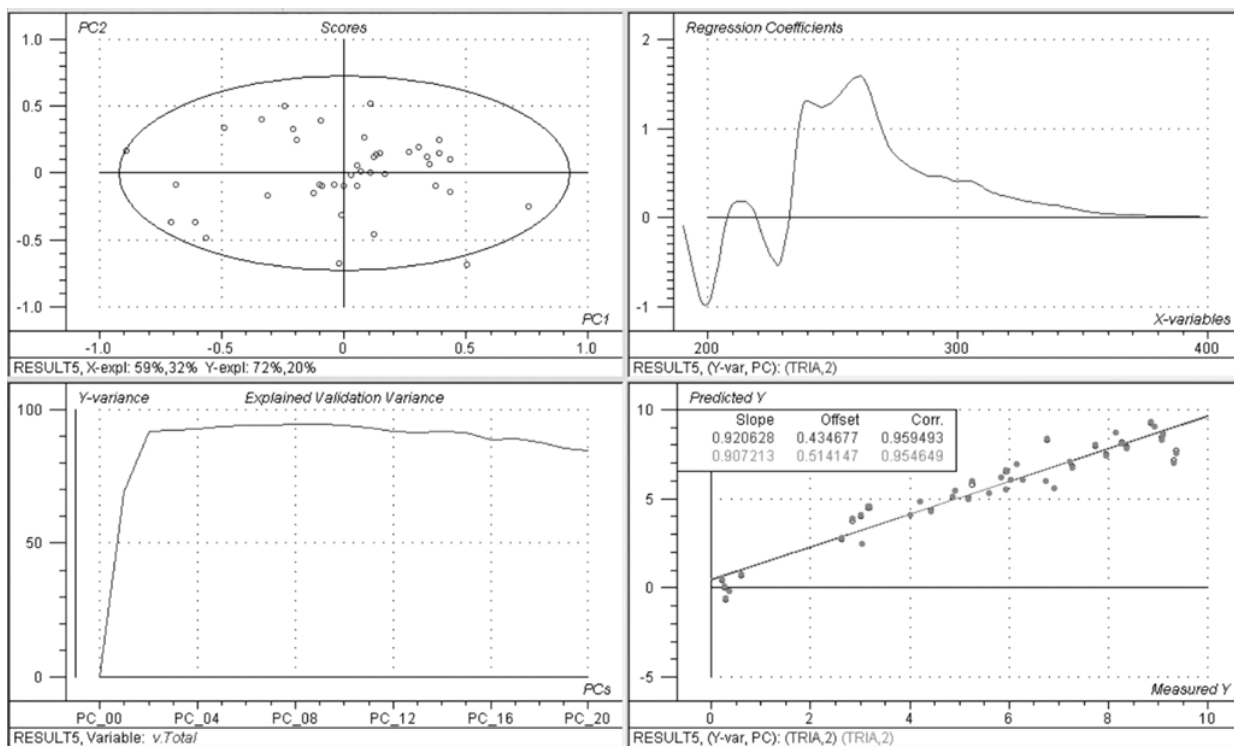 PC2 Scores
1.0
0.5
0
-0.5
-1.0
PC1
-1.0 -0.5 0 0.5 1.0
RESULT5, X-expl: 59%,32% Y-expl: 72%,20%
Regression Coefficients
2
1
0
-1
X-variables
200 300 400
RESULT5, (Y-var, PC): (TRIA,2)
Y-variance Explained Validation Variance
100
50
0
PCs
PC_00 PC_04 PC_08 PC_12 PC_16 PC_20
RESULT5, Variable: v.Total
Predicted Y
10
Slope Offset Corr.
0.920628 0.434677 0.959493
0.907213 0.514147 0.954649
5
0
-5
Measured Y
0 2 4 6 8 10
RESULT5, (Y-var, PC): (TRIA,2) (TRIA,2)